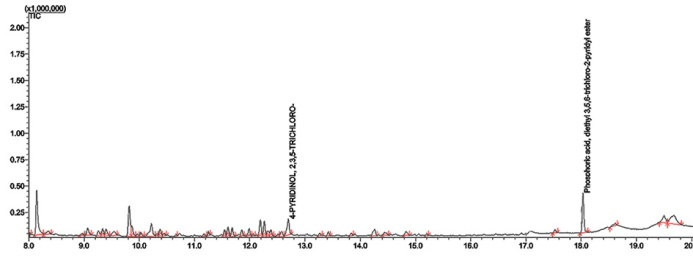 (x1,000,000)
TIC
2.00
1.75
1.50
1.25
1.00
0.75
0.50
0.25
4-PYRIDINOL, 2,3,5-TRICHLORO-
Phosphoric acid, diethyl 3,5,6-trichloro-2-pyridyl ester
8.0 9.0 10.0 11.0 12.0 13.0 14.0 15.0 16.0 17.0 18.0 19.0 20